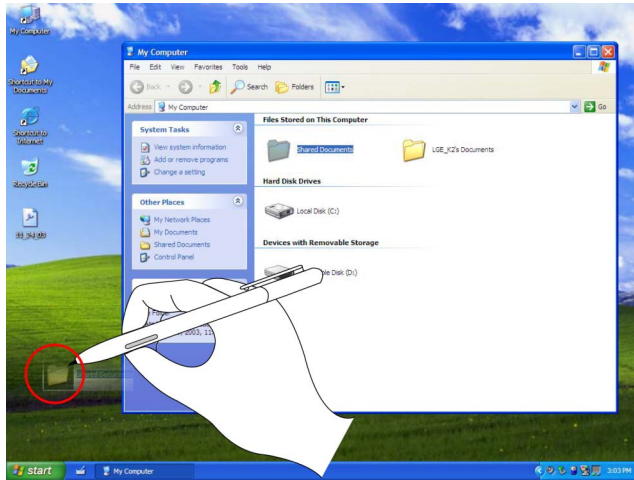 My Computer
Shortcut to My
Documents
Shortcut to
Internet
Recycle Bin
My Computer
File Edit View Favorites Tools Help
Back Search Folders
Address My Computer Go
System Tasks
View system information
Add or remove programs
Change a setting
Other Places
My Network Places
My Documents
Shared Documents
Control Panel
Files Stored on This Computer
Shared Documents LGE_K2's Documents
Hard Disk Drives
Local Disk (C:)
Devices with Removable Storage
Disk (D:)
2003, 11
start My Computer 3:03 PM